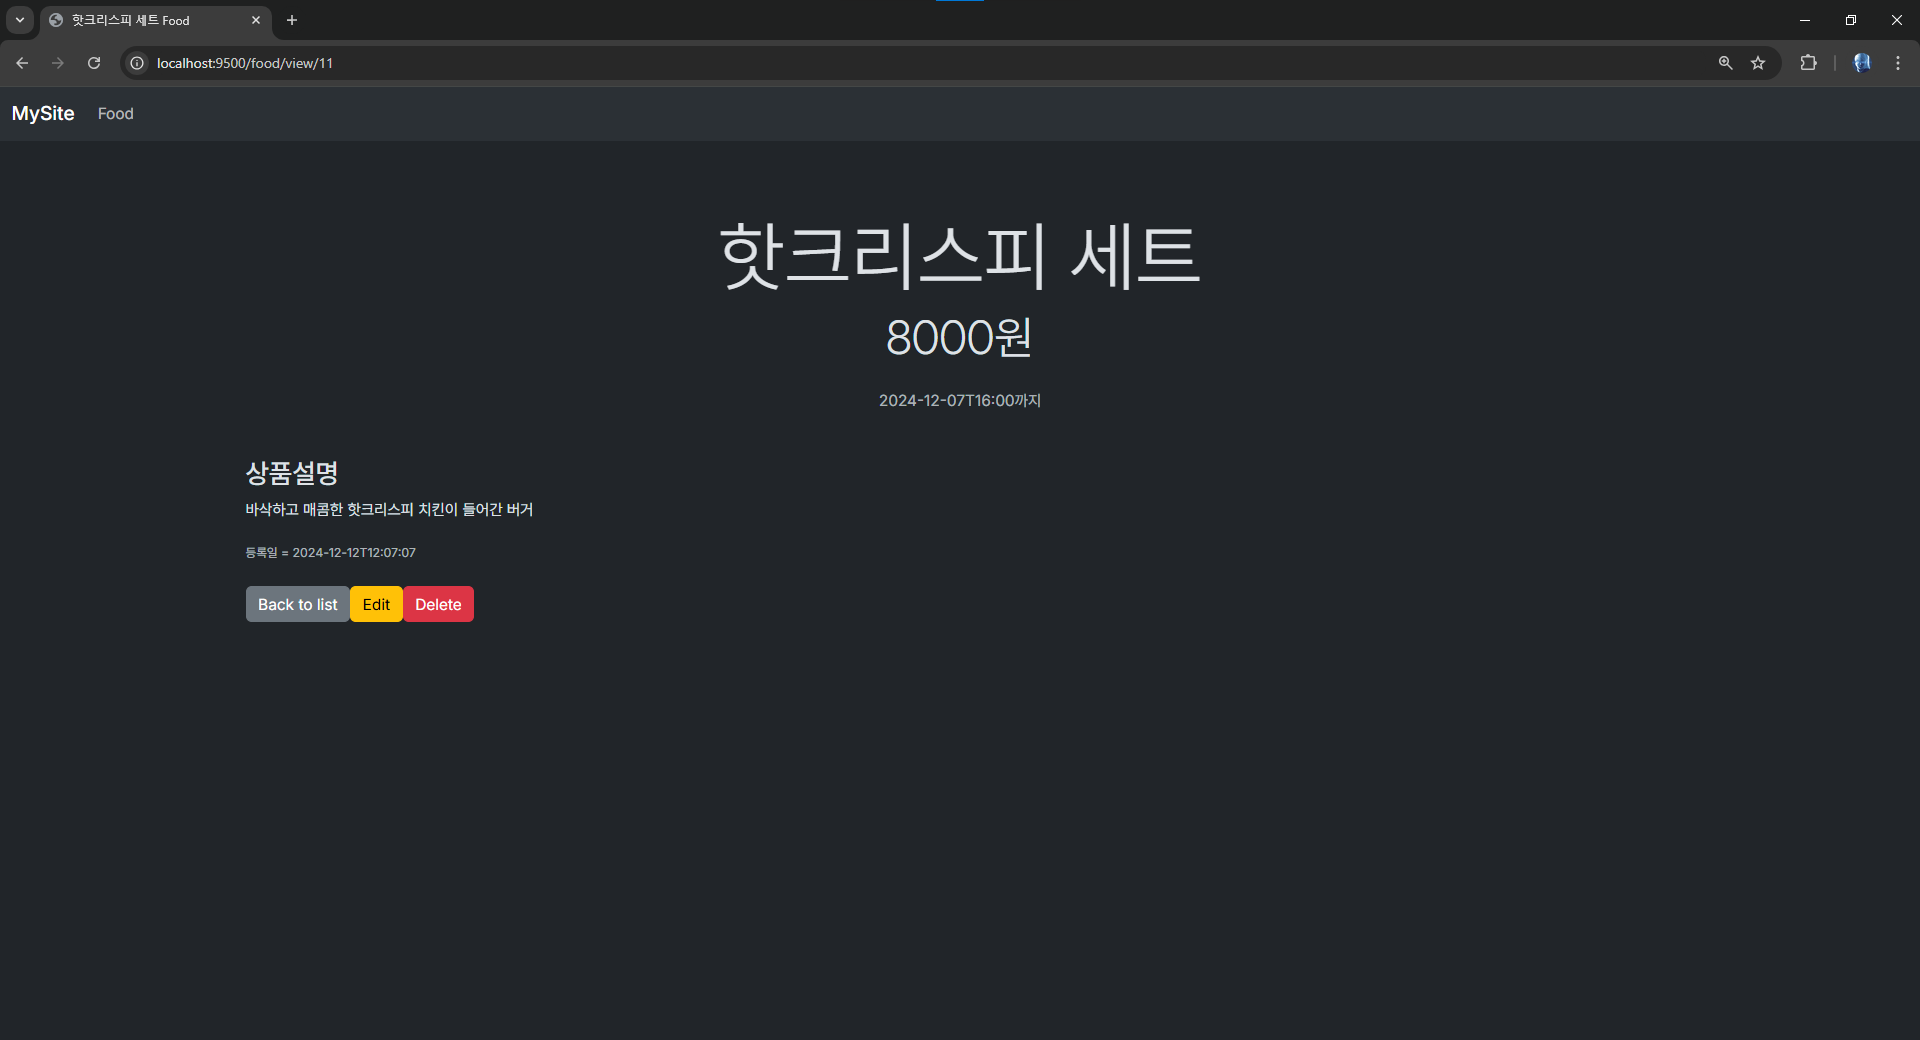 핫크리스피 세트 Food
localhost:9500/food/view/11
MySite Food
핫크리스피 세트
8000원
2024-12-07T16:00까지
상품설명
바삭하고 매콤한 핫크리스피 치킨이 들어간 버거
등록일 = 2024-12-12T12:07:07
Back to list Edit Delete